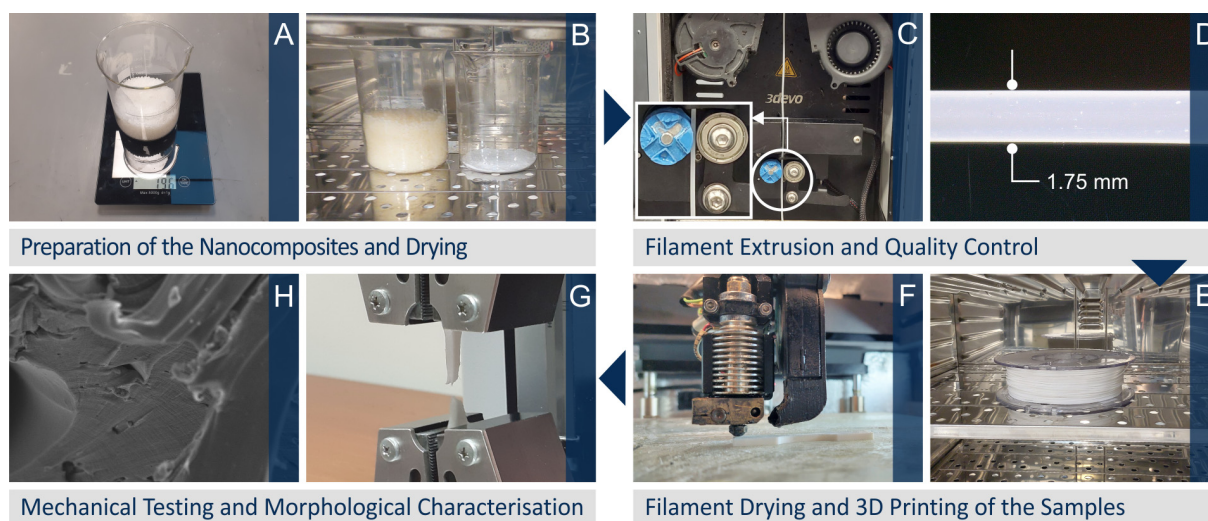 A
B
C
D
3devo
196
1.75 mm
Preparation of the Nanocomposites and Drying
Filament Extrusion and Quality Control
H
G
F
E
Mechanical Testing and Morphological Characterisation
Filament Drying and 3D Printing of the Samples